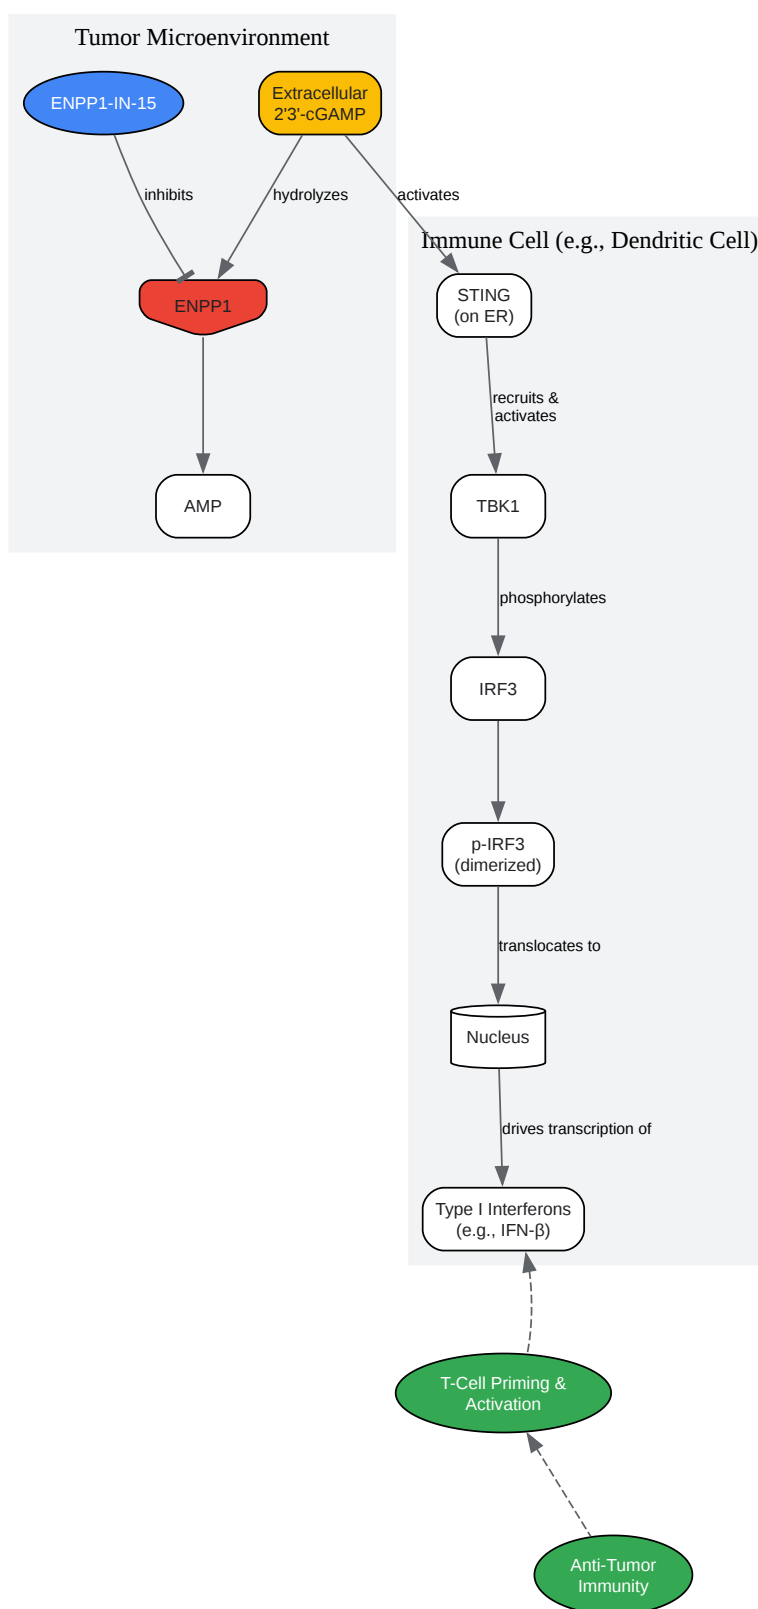 Tumor Microenvironment
ENPP1-IN-15
Extracellular
2'3'-cGAMP
inhibits
hydrolyzes
activates
Immune Cell (e.g., Dendritic Cell)
ENPP1
STING
(on ER)
recruits &
activates
AMP
TBK1
phosphorylates
IRF3
p-IRF3
(dimerized)
translocates to
Nucleus
drives transcription of
Type I Interferons
(e.g., IFN-β)
T-Cell Priming &
Activation
Anti-Tumor
Immunity